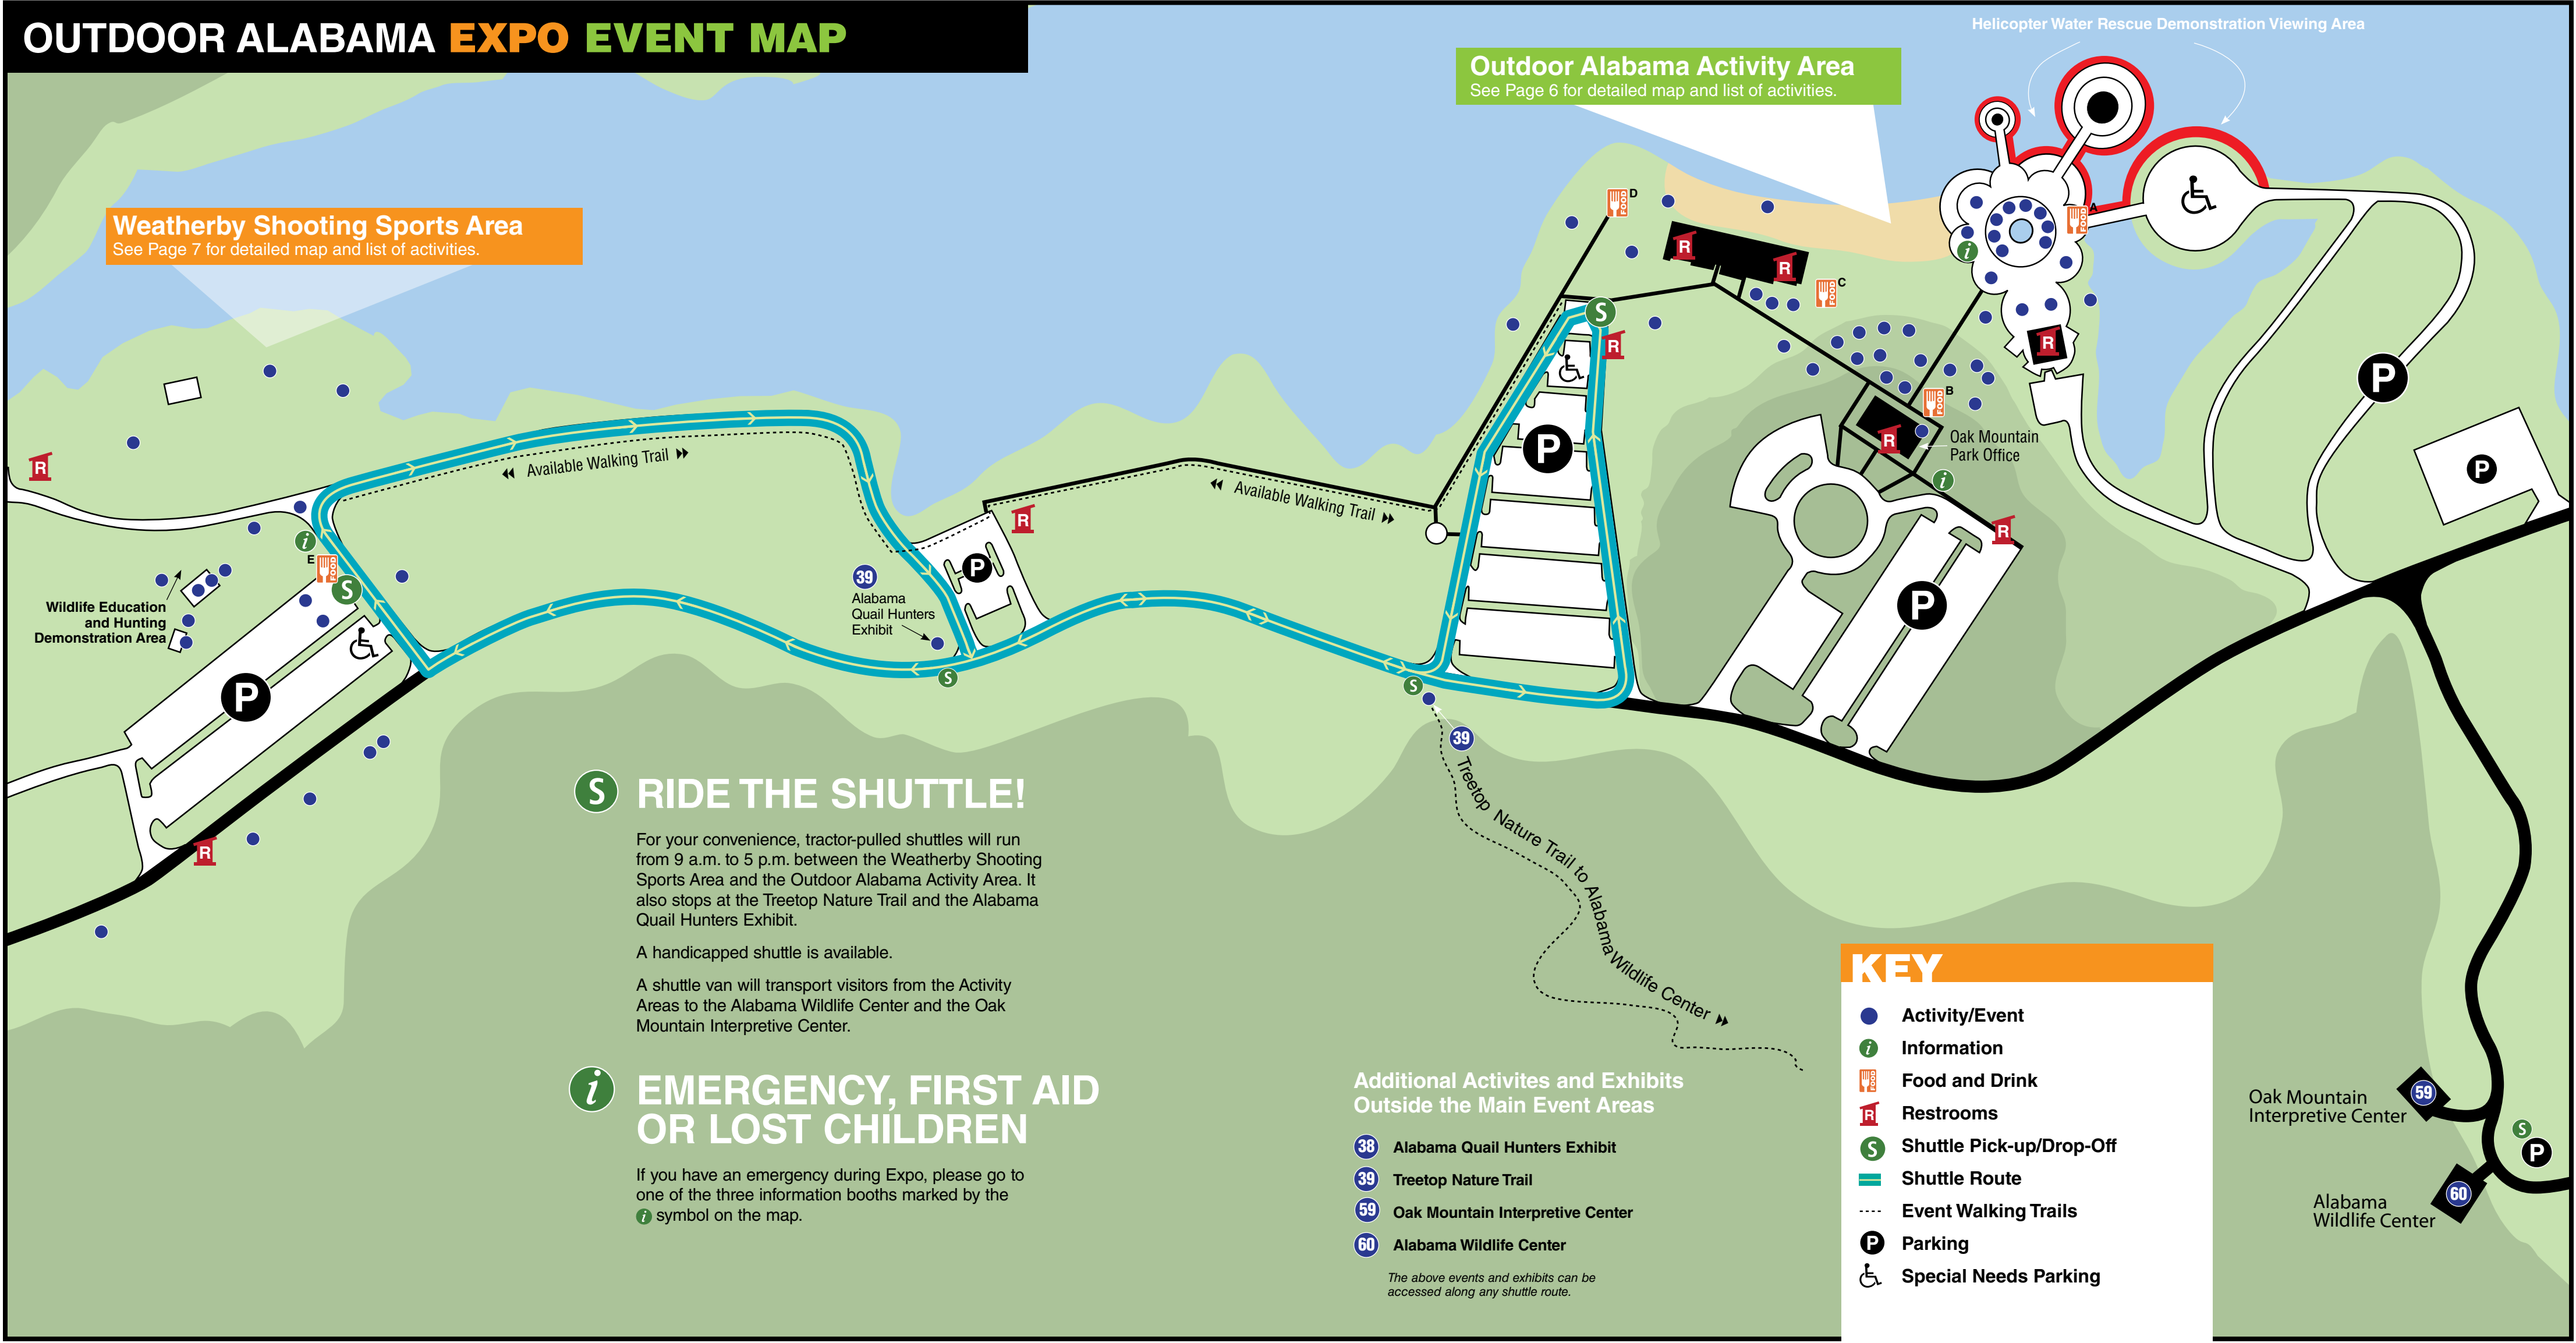 OUTDOOR ALABAMA EXPO EVENT MAP
Helicopter Water Rescue Demonstration Viewing Area
Outdoor Alabama Activity Area
See Page 6 for detailed map and list of activities.
Weatherby Shooting Sports Area
See Page 7 for detailed map and list of activities.
FOOD D
FOOD A
i
R
R
FOOD C
S
R
R
P
FOOD B
P
R
Oak Mountain
Park Office
P
i
R
P
R
Available Walking Trail
Available Walking Trail
R
P
i
E FOOD
S
39
Alabama
Quail Hunters
Exhibit
Wildlife Education
and Hunting
Demonstration Area
P
P
S
S
39
Treetop Nature Trail to Alabama Wildlife Center
R
S RIDE THE SHUTTLE!
For your convenience, tractor-pulled shuttles will run
from 9 a.m. to 5 p.m. between the Weatherby Shooting
Sports Area and the Outdoor Alabama Activity Area. It
also stops at the Treetop Nature Trail and the Alabama
Quail Hunters Exhibit.
A handicapped shuttle is available.
A shuttle van will transport visitors from the Activity
Areas to the Alabama Wildlife Center and the Oak
Mountain Interpretive Center.
i EMERGENCY, FIRST AID
OR LOST CHILDREN
If you have an emergency during Expo, please go to
one of the three information booths marked by the
i symbol on the map.
Additional Activites and Exhibits
Outside the Main Event Areas
38 Alabama Quail Hunters Exhibit
39 Treetop Nature Trail
59 Oak Mountain Interpretive Center
60 Alabama Wildlife Center
The above events and exhibits can be
accessed along any shuttle route.
KEY
Activity/Event
i Information
FOOD Food and Drink
R Restrooms
S Shuttle Pick-up/Drop-Off
Shuttle Route
Event Walking Trails
P Parking
Special Needs Parking
Oak Mountain
Interpretive Center
59
S
P
Alabama
Wildlife Center
60